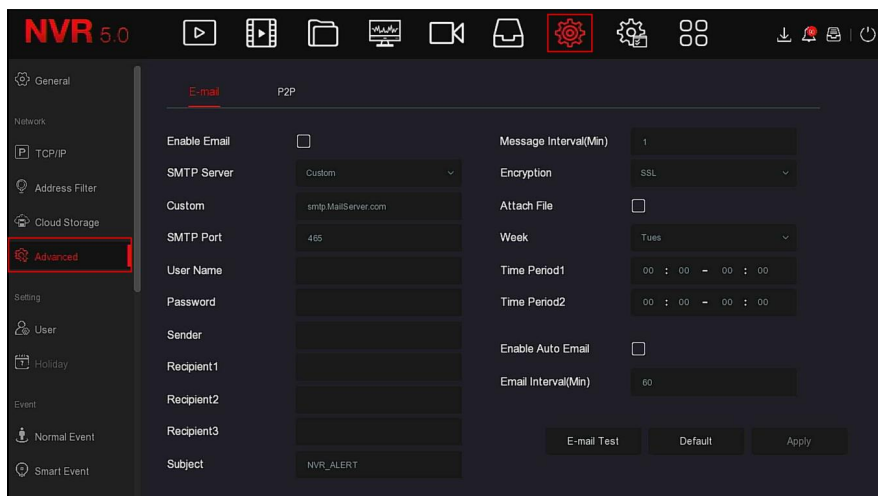 NVR 5.0
General
Network
P TCP/IP
Address Filter
Cloud Storage
Advanced
Setting
User
Holiday
Event
Normal Event
Smart Event
E-mail P2P
Enable Email
SMTP Server Custom
Custom smtp.MailServer.com
SMTP Port 465
User Name
Password
Sender
Recipient1
Recipient2
Recipient3
Subject NVR_ALERT
Message Interval(Min) 1
Encryption SSL
Attach File
Week Tues
Time Period1 00 : 00 - 00 : 00
Time Period2 00 : 00 - 00 : 00
Enable Auto Email
Email Interval(Min) 60
E-mail Test Default Apply